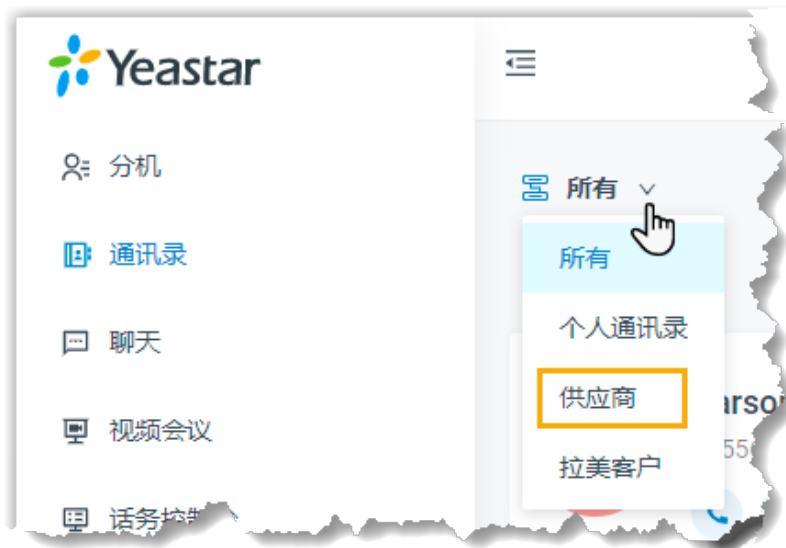 Yeastar
分机
通讯录
聊天
视频会议
所有
所有
个人通讯录
供应商
拉美客户